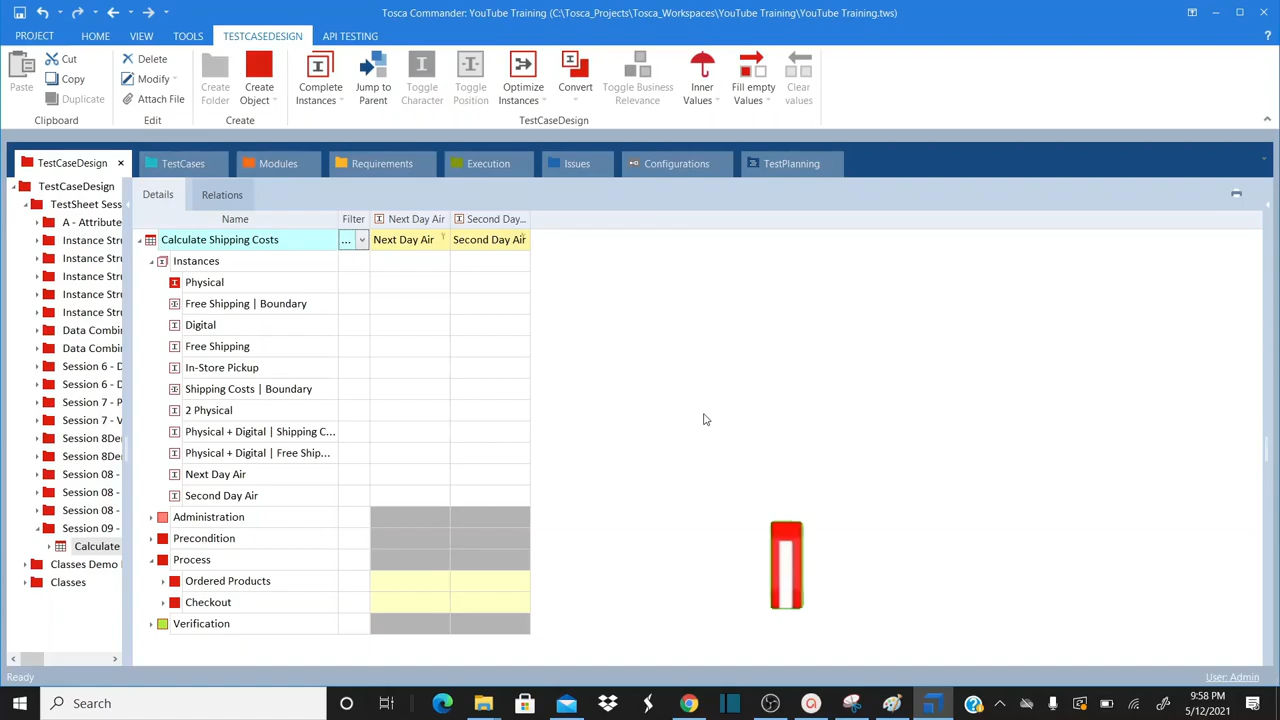 Tosca Commander: YouTube Training (C:\Tosca_Projects\Tosca_Workspaces\YouTube Training\YouTube Training.tws)
PROJECT HOME VIEW TOOLS TESTCASEDESIGN API TESTING ?
Paste
Cut
Copy
Duplicate
Clipboard
Delete
Modify
Attach File
Edit
Create Folder
Create Object
Create
Complete Instances
Jump to Parent
Toggle Character
Toggle Position
Optimize Instances
Convert
Toggle Business Relevance
Inner Values
Fill empty Values
Clear values
TestCaseDesign
TestCaseDesign TestCases Modules Requirements Execution Issues Configurations TestPlanning
TestCaseDesign
TestSheet Sess
A - Attribute
Instance Stru
Instance Stru
Instance Stru
Instance Stru
Instance Stru
Data Combin
Data Combin
Session 6 - D
Session 6 - D
Session 7 - P
Session 7 - V
Session 8Der
Session 8Der
Session 08 -
Session 08 -
Session 08 -
Session 09 -
Calculate
Classes Demo
Classes
Details Relations
Name Filter Next Day Air Second Day...
Calculate Shipping Costs ... Next Day Air Second Day Air
Instances
Physical
Free Shipping | Boundary
Digital
Free Shipping
In-Store Pickup
Shipping Costs | Boundary
2 Physical
Physical + Digital | Shipping C...
Physical + Digital | Free Ship...
Next Day Air
Second Day Air
Administration
Precondition
Process
Ordered Products
Checkout
Verification
Ready User: Admin
Search
9:58 PM
5/12/2021